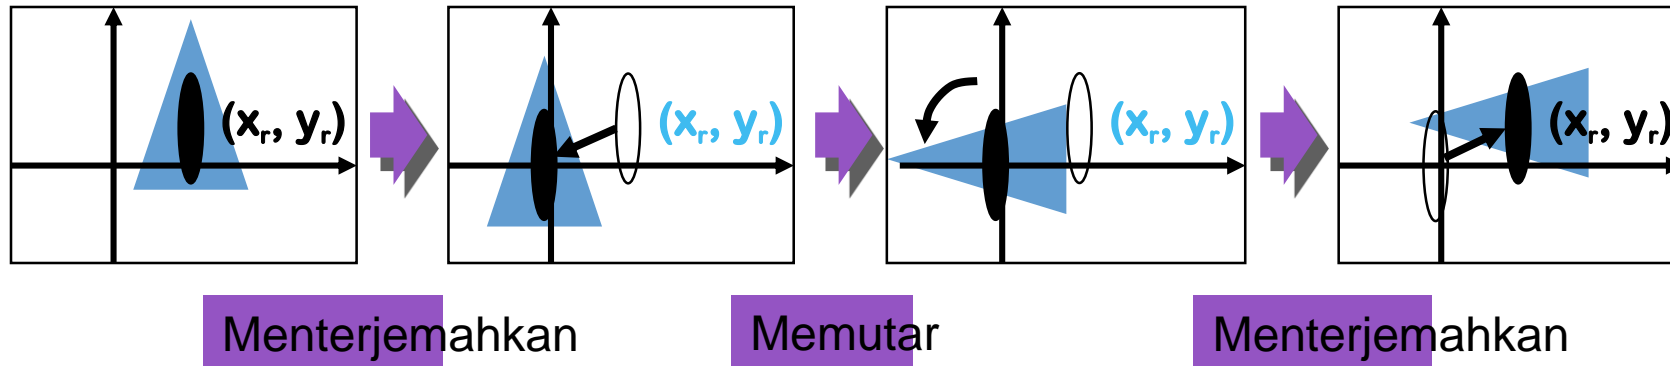 (xr, yr)
(xr, yr)
(xr, yr)
(xr, yr)
Menterjemahkan
Memutar
Menterjemahkan